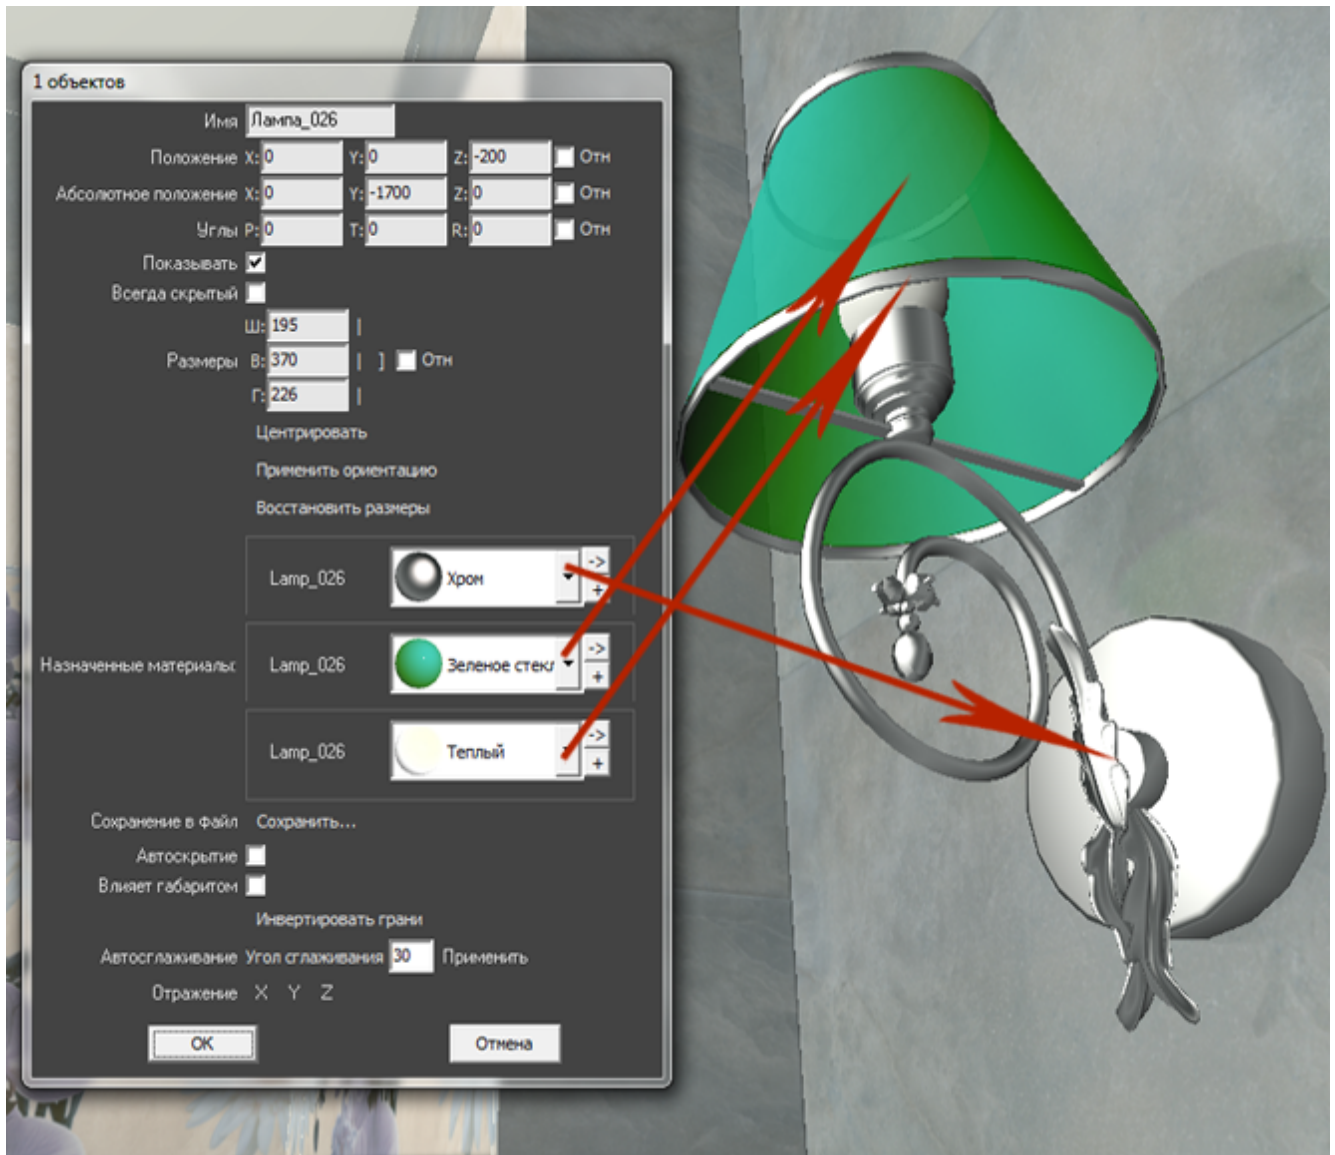 1 объектов
Имя Лампа_026
Положение X: 0 Y: 0 Z: -200 Отн
Абсолютное положение X: 0 Y: -1700 Z: 0 Отн
Углы P: 0 T: 0 R: 0 Отн
Показывать
Всегда скрытый
Ш: 195 |
Размеры В: 370 | ] Отн
Г: 226 |
Центрировать
Применить ориентацию
Восстановить размеры
Lamp_026 Хром -> +
Назначенные материалы: Lamp_026 Зеленое стекл -> +
Lamp_026 Теплый -> +
Сохранение в файл Сохранить...
Автоскрытие
Влияет габаритом
Инвертировать грани
Автосглаживание Угол сглаживания 30 Применить
Отражение X Y Z
OK Отмена